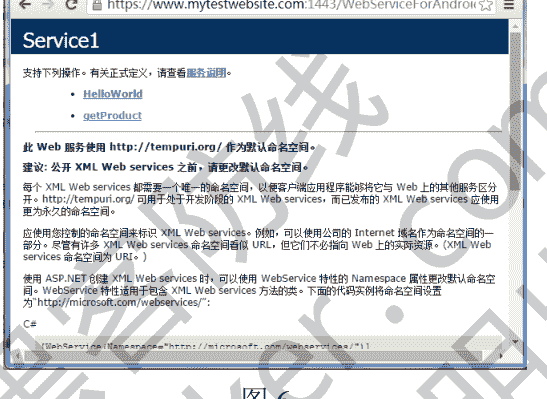 https://www.mytestwebsite.com:1443/WebServiceForAndroi
Service1
支持下列操作。有关正式定义，请查看服务说明。
• HelloWorld
• getProduct
此 Web 服务使用 http://tempuri.org/ 作为默认命名空间。
建议: 公开 XML Web services 之前，请更改默认命名空间。
每个 XML Web services 都需要一个唯一的命名空间，以便客户端应用程序能够将它与 Web 上的其他服务区分
开。http://tempuri.org/ 可用于处于开发阶段的 XML Web services，而已发布的 XML Web services 应使用
更为永久的命名空间。
应使用您控制的命名空间来标识 XML Web services。例如，可以使用公司的 Internet 域名作为命名空间的一
部分。尽管有许多 XML Web services 命名空间看似 URL，但它们不必指向 Web 上的实际资源。(XML Web
services 命名空间为 URI。)
使用 ASP.NET 创建 XML Web services 时，可以使用 WebService 特性的 Namespace 属性更改默认命名空
间。WebService 特性适用于包含 XML Web services 方法的类。下面的代码实例将命名空间设置
为"http://microsoft.com/webservices/":
C#
[WebService(Namespace="http://microsoft.com/webservices/")]
图 6